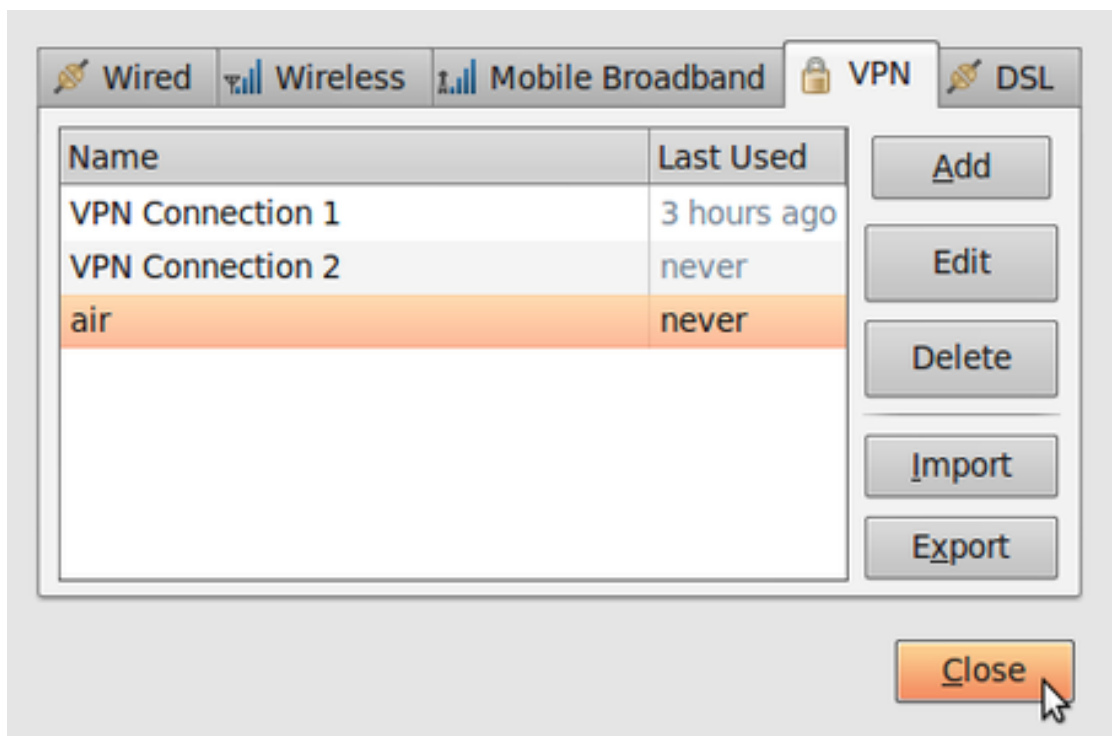 Wired Wireless Mobile Broadband VPN DSL
Name Last Used
VPN Connection 1 3 hours ago
VPN Connection 2 never
air never
Add
Edit
Delete
Import
Export
Close